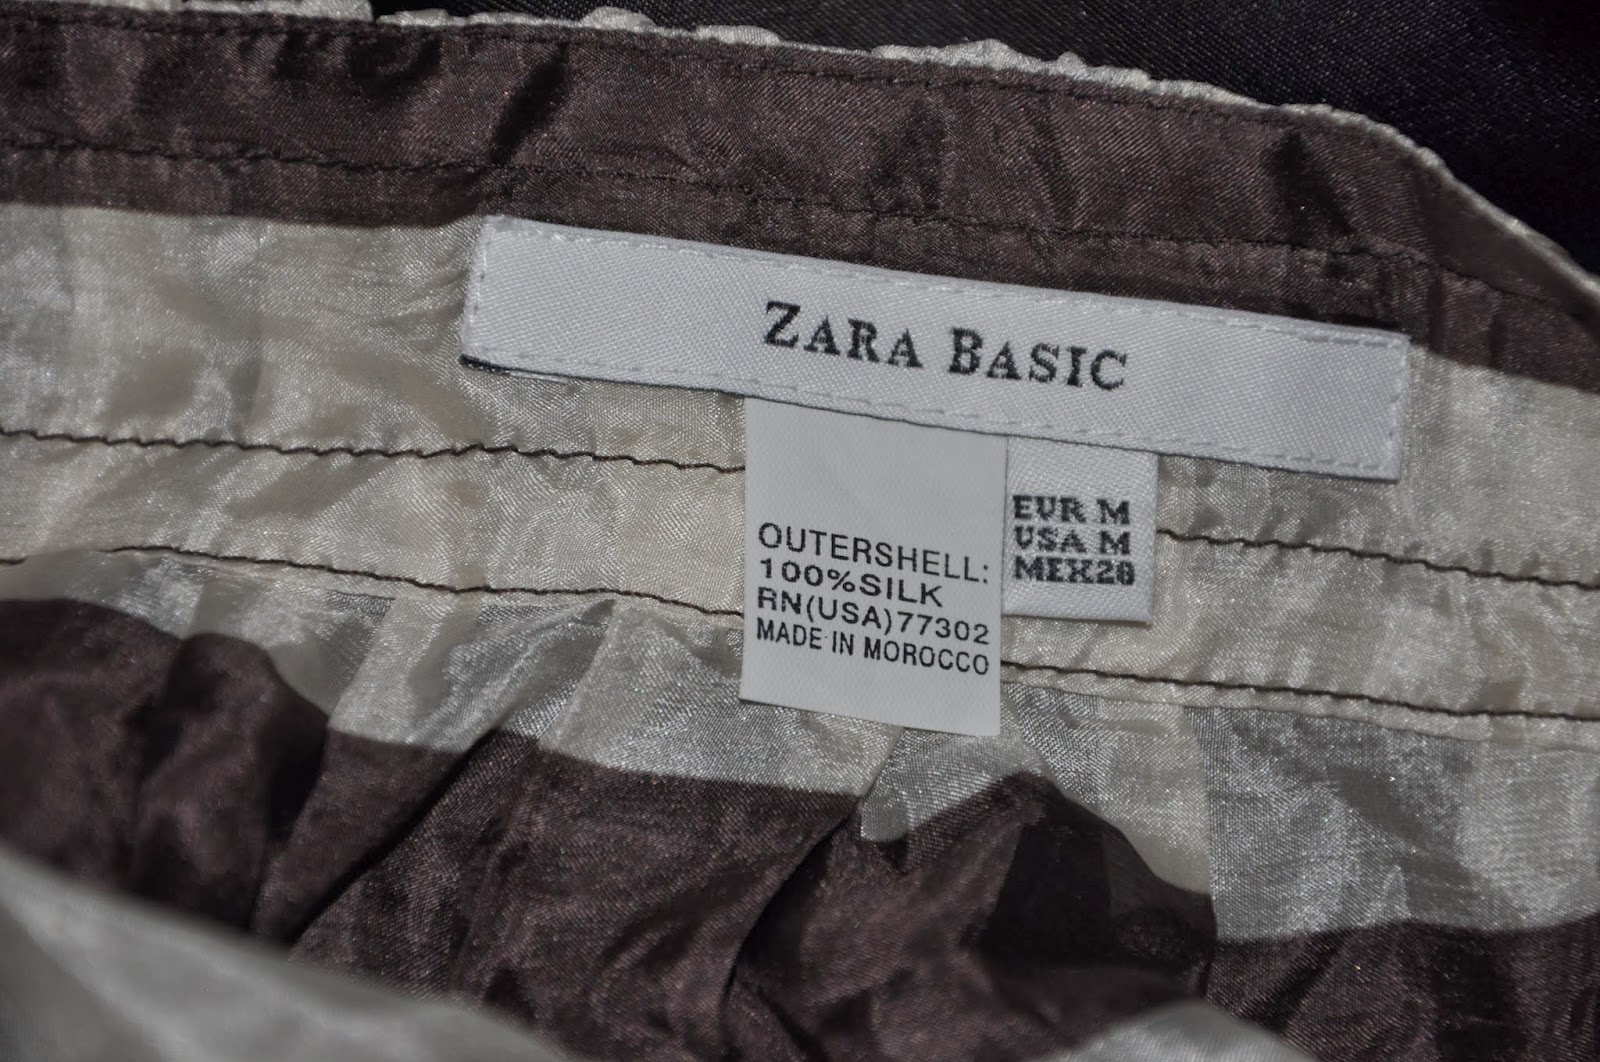 ZARA BASIC
OUTERSHELL:
100%SILK
RN(USA)77302
MADE IN MOROCCO
EUR M
USA M
MEX28